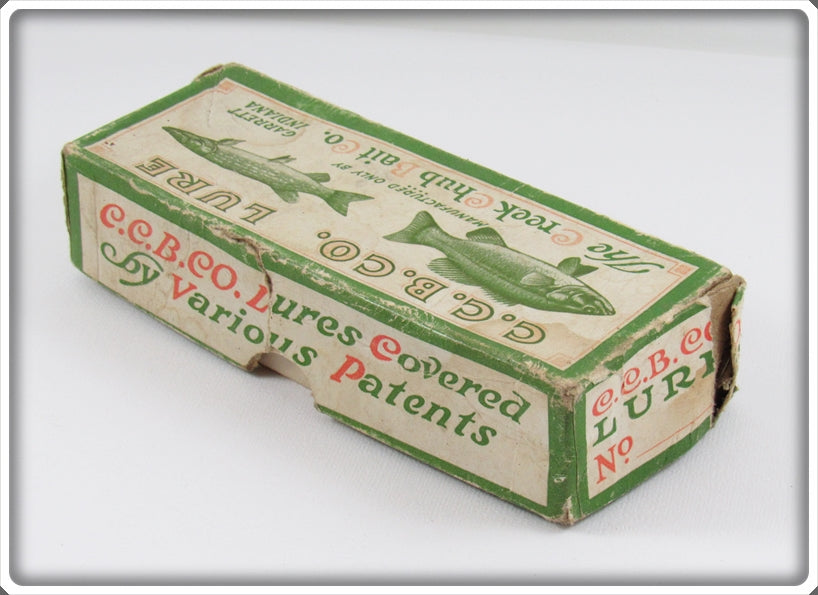 C.C.B.CO. LURE
The Creek Chub Bait Co.
MANUFACTURED ONLY BY
GARRETT
INDIANA
C.C.B.CO. Lures Covered
by Various Patents
C.C.B. CO
LURE
No